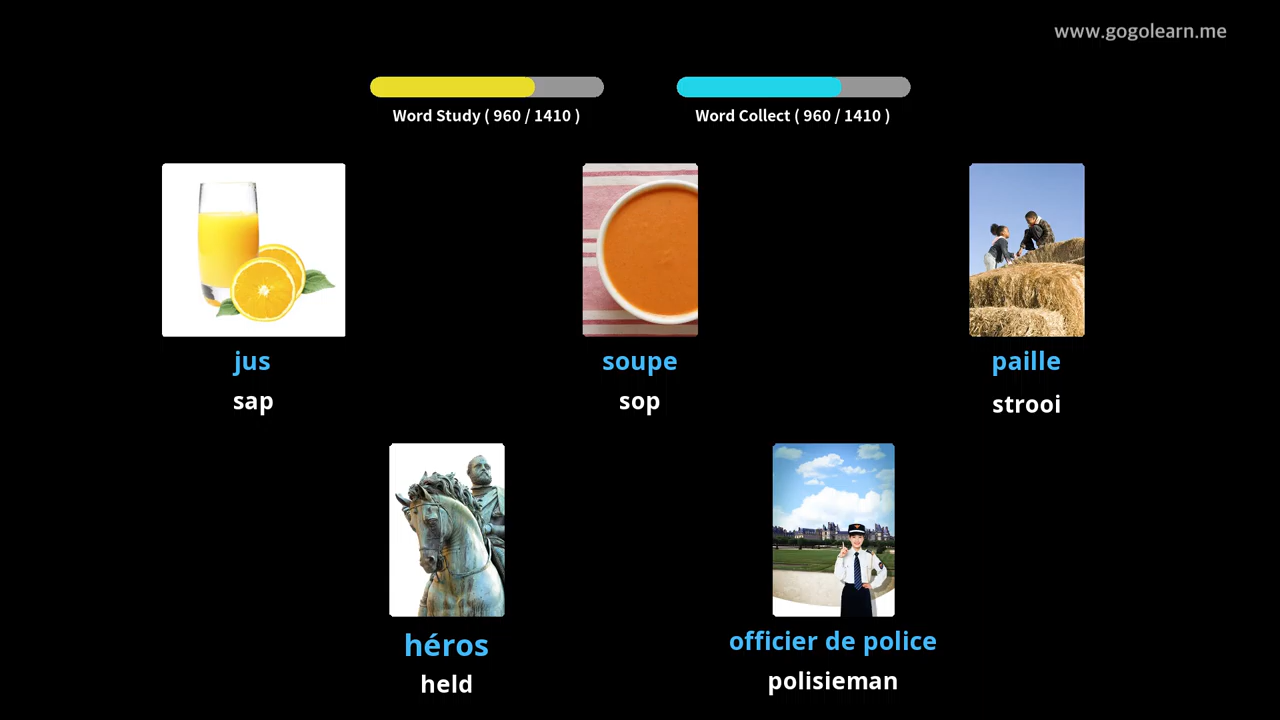 www.gogolearn.me
Word Study ( 960 / 1410 )
Word Collect ( 960 / 1410 )
jus
sap
soupe
sop
paille
strooi
héros
held
officier de police
polisieman